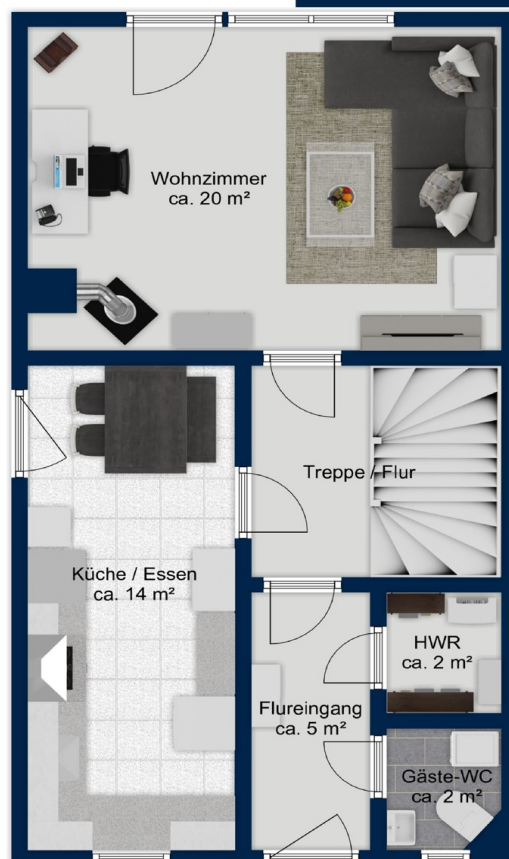 Wohnzimmer
ca. 20 m²
Treppe / Flur
Küche / Essen
ca. 14 m²
HWR
ca. 2 m²
Flureingang
ca. 5 m²
Gäste-WC
ca. 2 m²